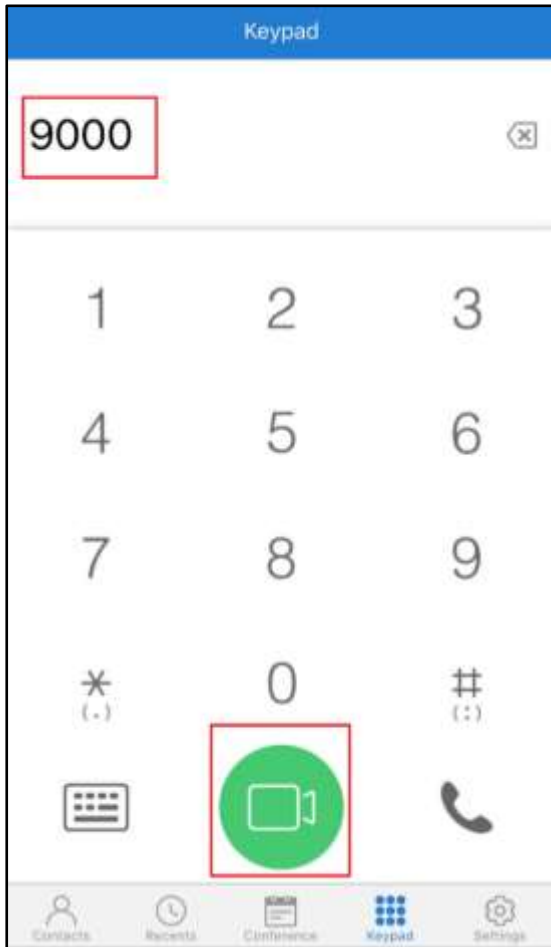 Keypad
9000
1 2 3
4 5 6
7 8 9
* 0 #
(.) (:)
Contacts Recents Conference Keypad Settings